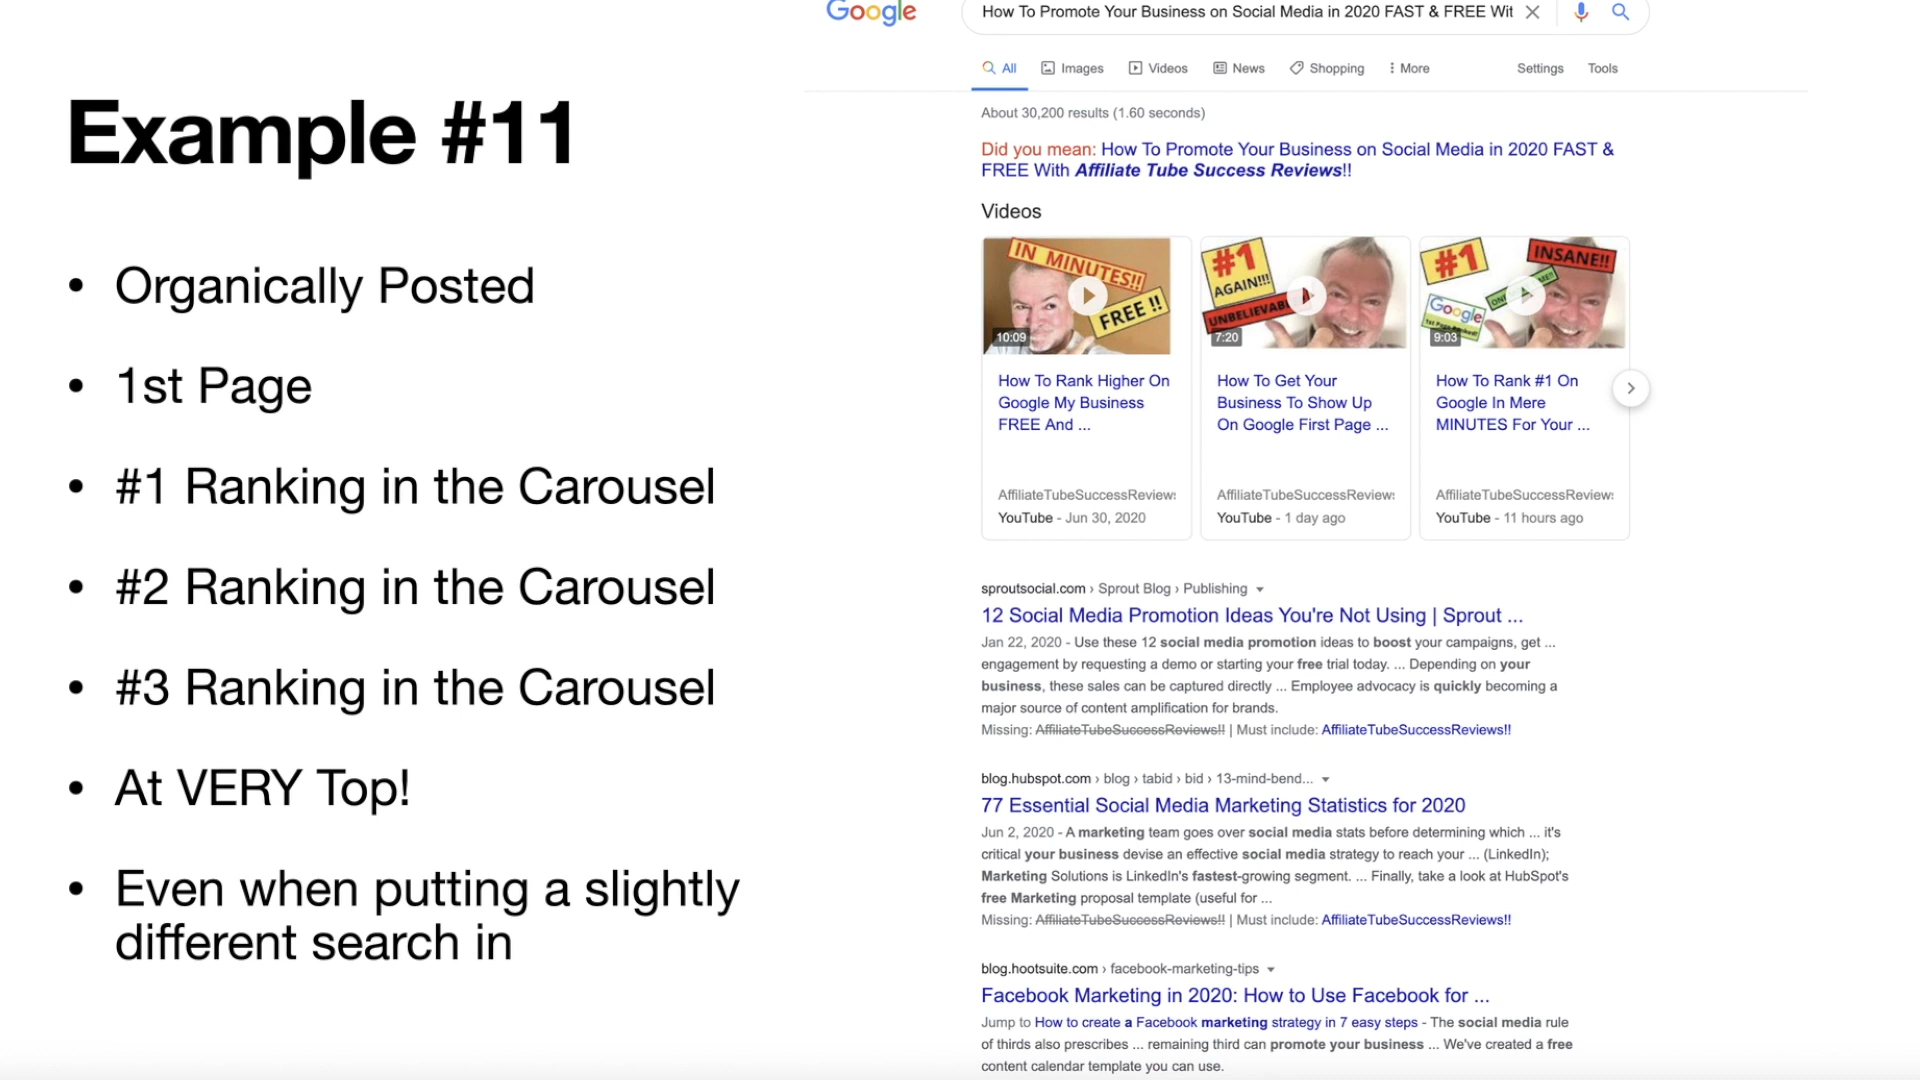 Example #11
• Organically Posted
• 1st Page
• #1 Ranking in the Carousel
• #2 Ranking in the Carousel
• #3 Ranking in the Carousel
• At VERY Top!
• Even when putting a slightly
different search in
Google
How To Promote Your Business on Social Media in 2020 FAST & FREE Wit
All Images Videos News Shopping More Settings Tools
About 30,200 results (1.60 seconds)
Did you mean: How To Promote Your Business on Social Media in 2020 FAST &
FREE With Affiliate Tube Success Reviews!!
Videos
IN MINUTES!!
FREE !!
10:09
How To Rank Higher On
Google My Business
FREE And ...
AffiliateTubeSuccessReviews
YouTube - Jun 30, 2020
#1
AGAIN!!!
UNBELIEVABL
7:20
How To Get Your
Business To Show Up
On Google First Page ...
AffiliateTubeSuccessReviews
YouTube - 1 day ago
#1
INSANE!!
Google
1st Page
9:03
How To Rank #1 On
Google In Mere
MINUTES For Your ...
AffiliateTubeSuccessReviews
YouTube - 11 hours ago
sproutsocial.com › Sprout Blog › Publishing
12 Social Media Promotion Ideas You're Not Using | Sprout ...
Jan 22, 2020 - Use these 12 social media promotion ideas to boost your campaigns, get ...
engagement by requesting a demo or starting your free trial today. ... Depending on your
business, these sales can be captured directly ... Employee advocacy is quickly becoming a
major source of content amplification for brands.
Missing: AffiliateTubeSuccessReviews!! | Must include: AffiliateTubeSuccessReviews!!
blog.hubspot.com › blog › tabid › bid › 13-mind-bend...
77 Essential Social Media Marketing Statistics for 2020
Jun 2, 2020 - A marketing team goes over social media stats before determining which ... it's
critical your business devise an effective social media strategy to reach your ... (LinkedIn);
Marketing Solutions is LinkedIn's fastest-growing segment. ... Finally, take a look at HubSpot's
free Marketing proposal template (useful for ...
Missing: AffiliateTubeSuccessReviews!! | Must include: AffiliateTubeSuccessReviews!!
blog.hootsuite.com › facebook-marketing-tips
Facebook Marketing in 2020: How to Use Facebook for ...
Jump to How to create a Facebook marketing strategy in 7 easy steps - The social media rule
of thirds also prescribes ... remaining third can promote your business ... We've created a free
content calendar template you can use.